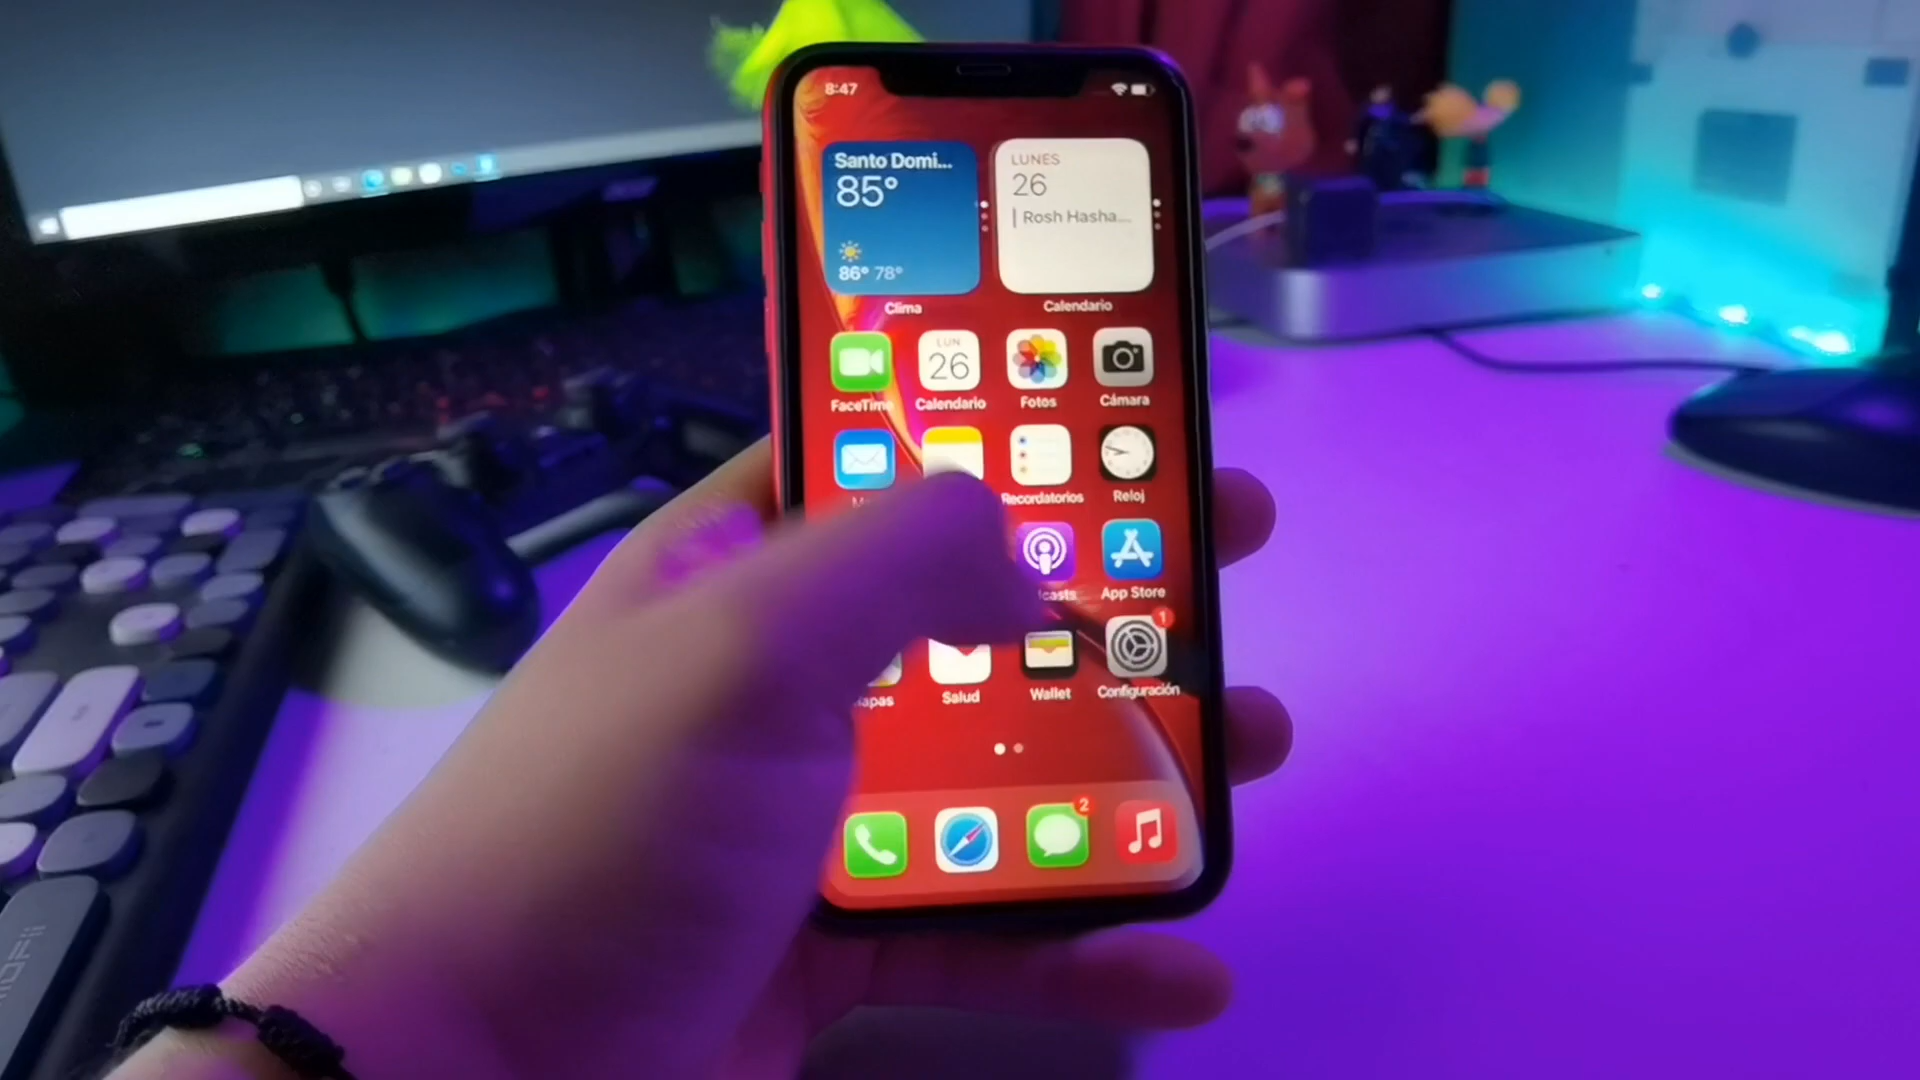 8:47
Santo Domi...
85°
86° 78°
Clima
LUNES
26
Rosh Hasha...
Calendario
FaceTime
LUN
26
Calendario
Fotos
Cámara
Recordatorios
Reloj
App Store
1
Salud
Wallet
Configuración
2